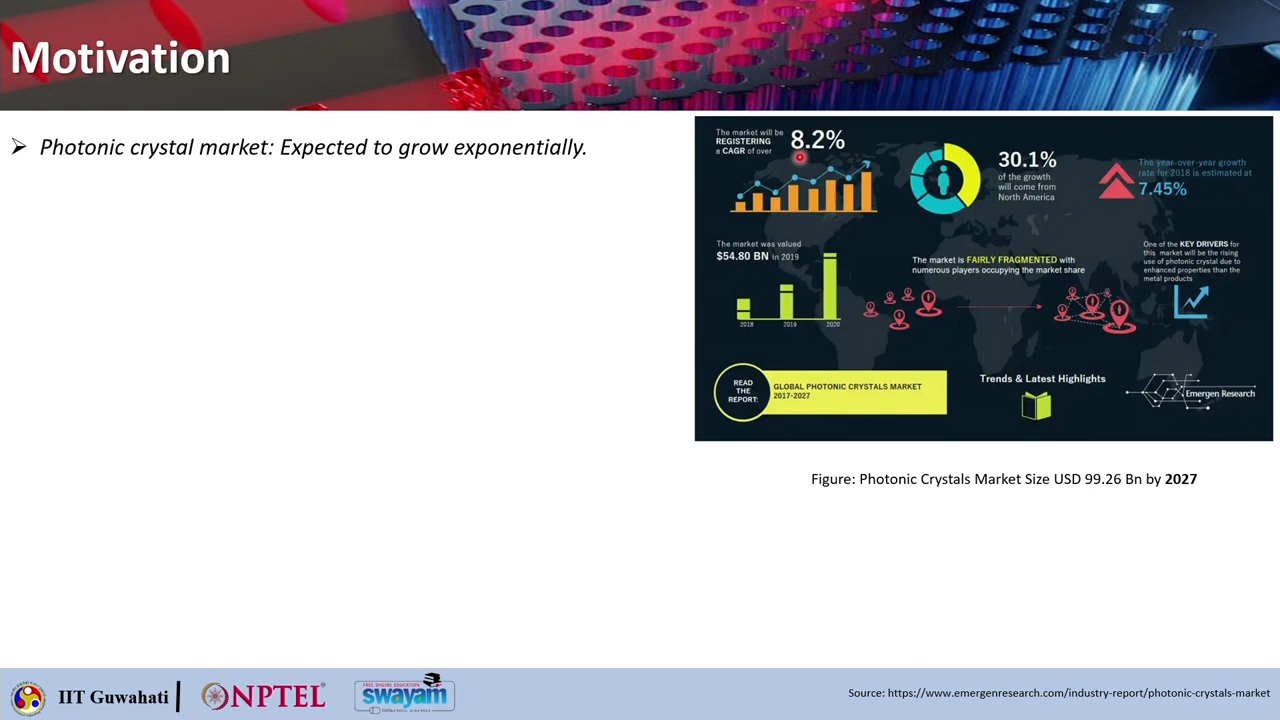 Motivation
➢ Photonic crystal market: Expected to grow exponentially.
The market will be
REGISTERING
a CAGR of over
8.2%
30.1%
of the growth
will come from
North America
The year-over-year growth
rate for 2018 is estimated at
7.45%
The market was valued
$54.80 BN in 2019
2018 2019 2020
The market is FAIRLY FRAGMENTED with
numerous players occupying the market share
One of the KEY DRIVERS for
this market will be the rising
use of photonic crystal due to
enhanced properties than the
metal products
READ
THE
REPORT:
GLOBAL PHOTONIC CRYSTALS MARKET
2017-2027
Trends & Latest Highlights
Emergen Research
Figure: Photonic Crystals Market Size USD 99.26 Bn by 2027
IIT Guwahati
NPTEL
FREE ONLINE EDUCATION
swayam
Source: https://www.emergenresearch.com/industry-report/photonic-crystals-market